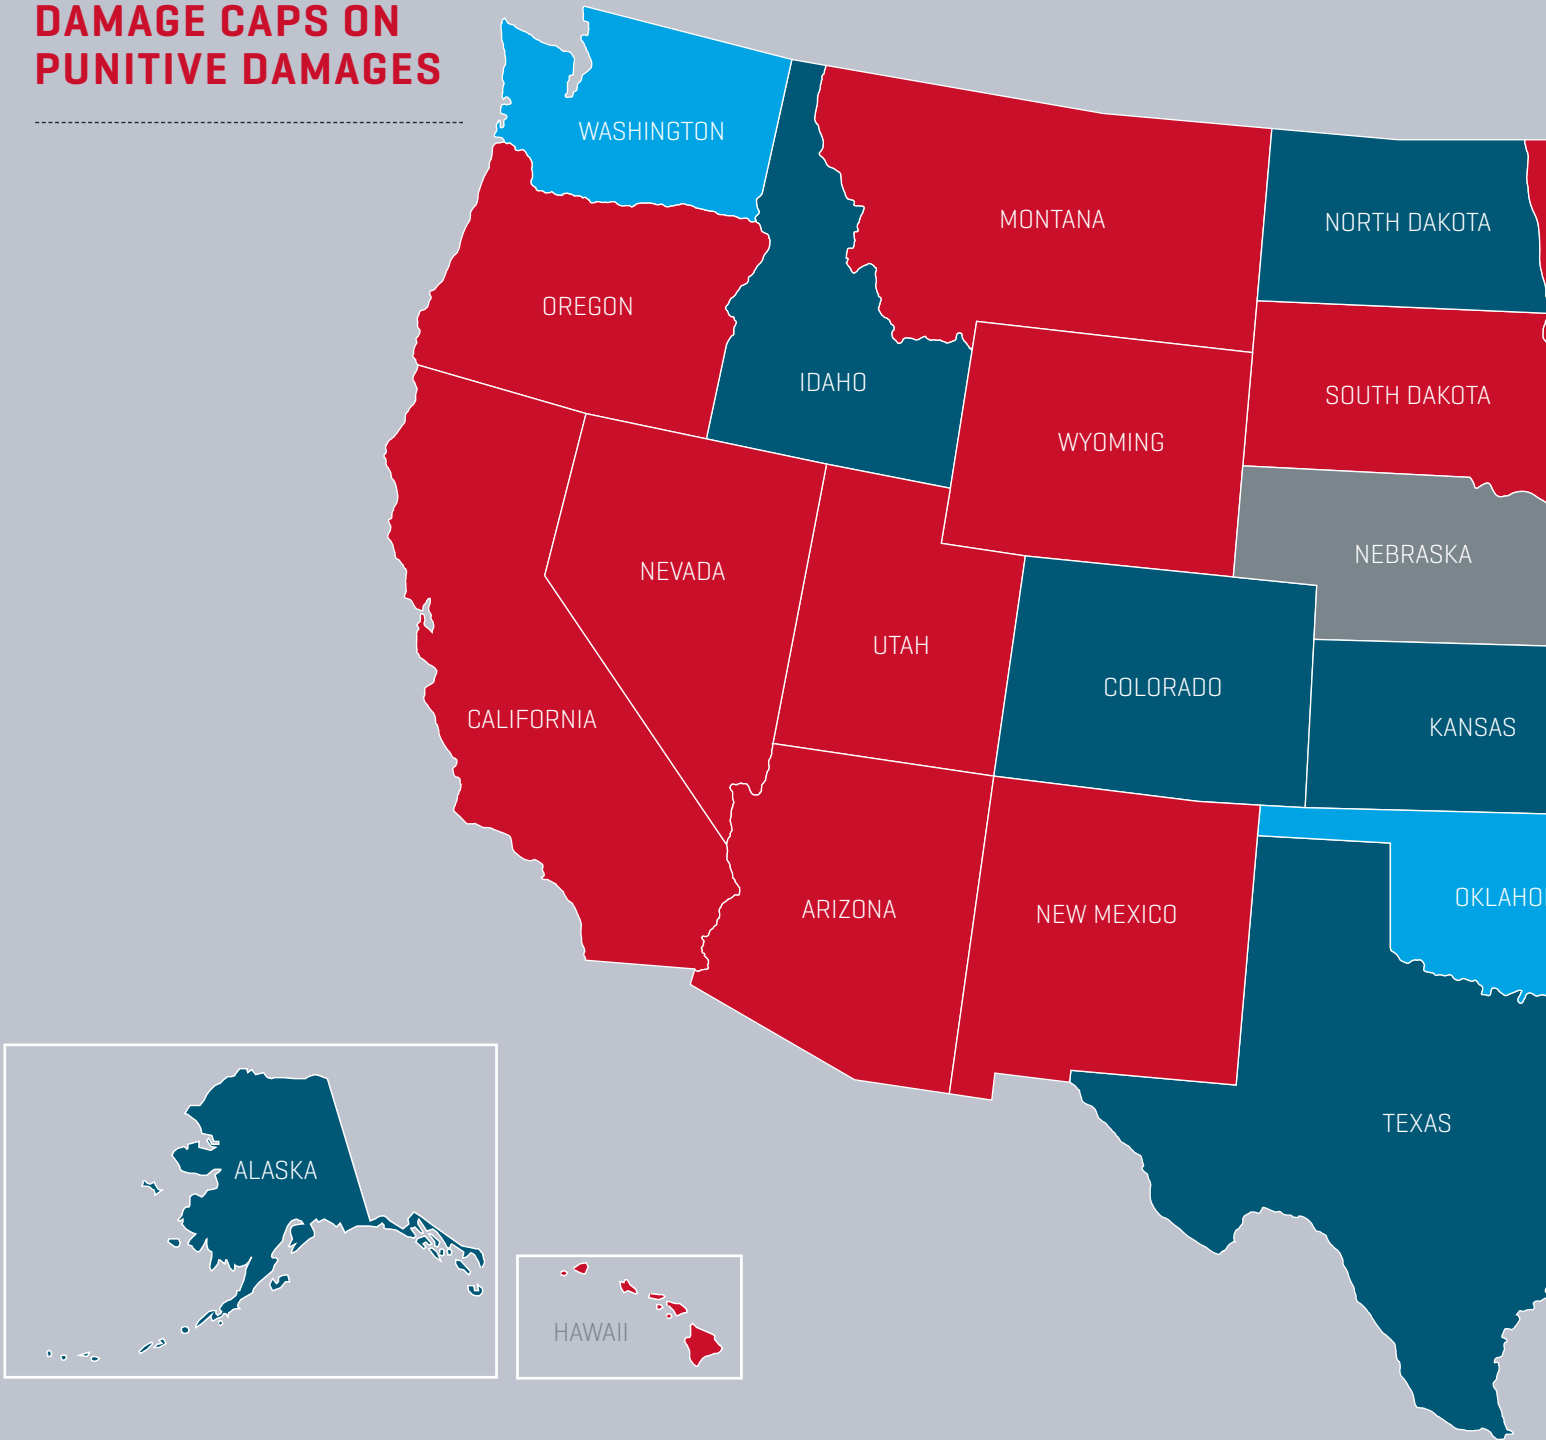 DAMAGE CAPS ON
PUNITIVE DAMAGES
WASHINGTON
MONTANA
NORTH DAKOTA
OREGON
IDAHO
SOUTH DAKOTA
WYOMING
NEBRASKA
NEVADA
UTAH
COLORADO
CALIFORNIA
KANSAS
OKLAHO
ARIZONA
NEW MEXICO
TEXAS
ALASKA
HAWAII